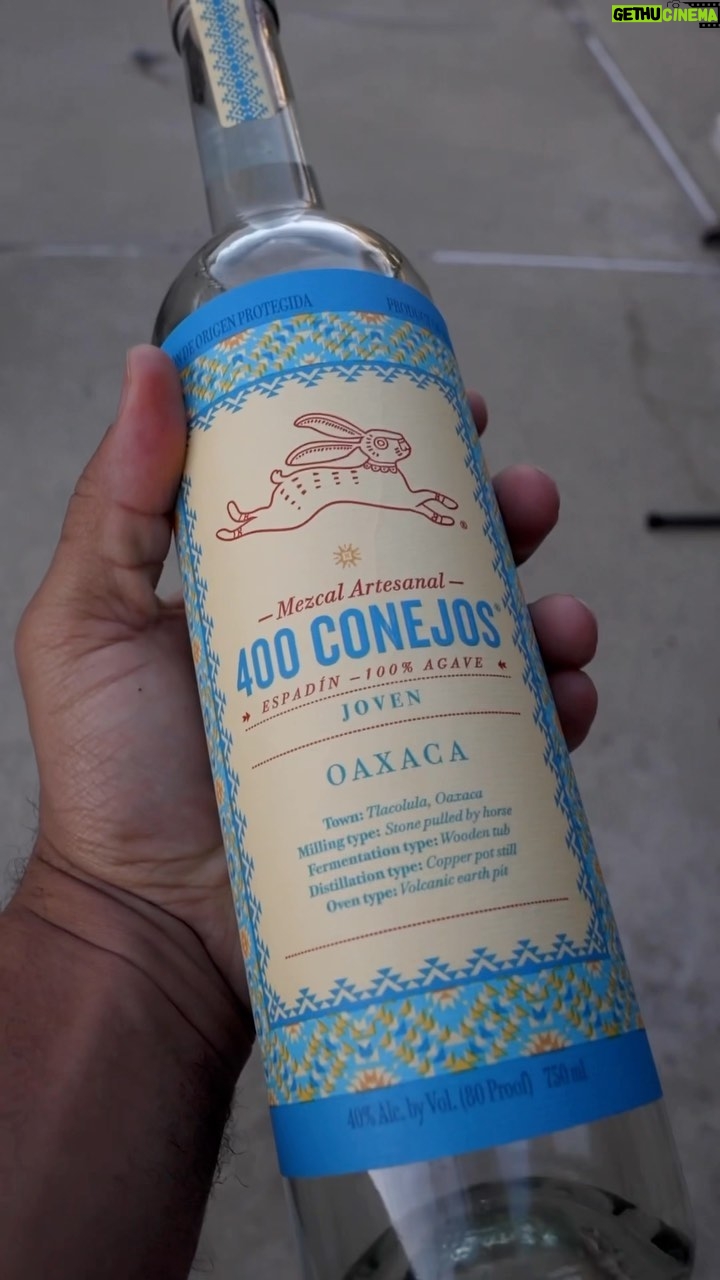 GETHUCINEMA
DE ORIGEN PROTEGIDA
®
—Mezcal Artesanal—
400 CONEJOS®
ESPADÍN —100% AGAVE
JOVEN
OAXACA
Town: Tlacolula, Oaxaca
Milling type: Stone pulled by horse
Fermentation type: Wooden tub
Distillation type: Copper pot still
Oven type: Volcanic earth pit
40% Alc. by Vol. (80 Proof) 750 ml